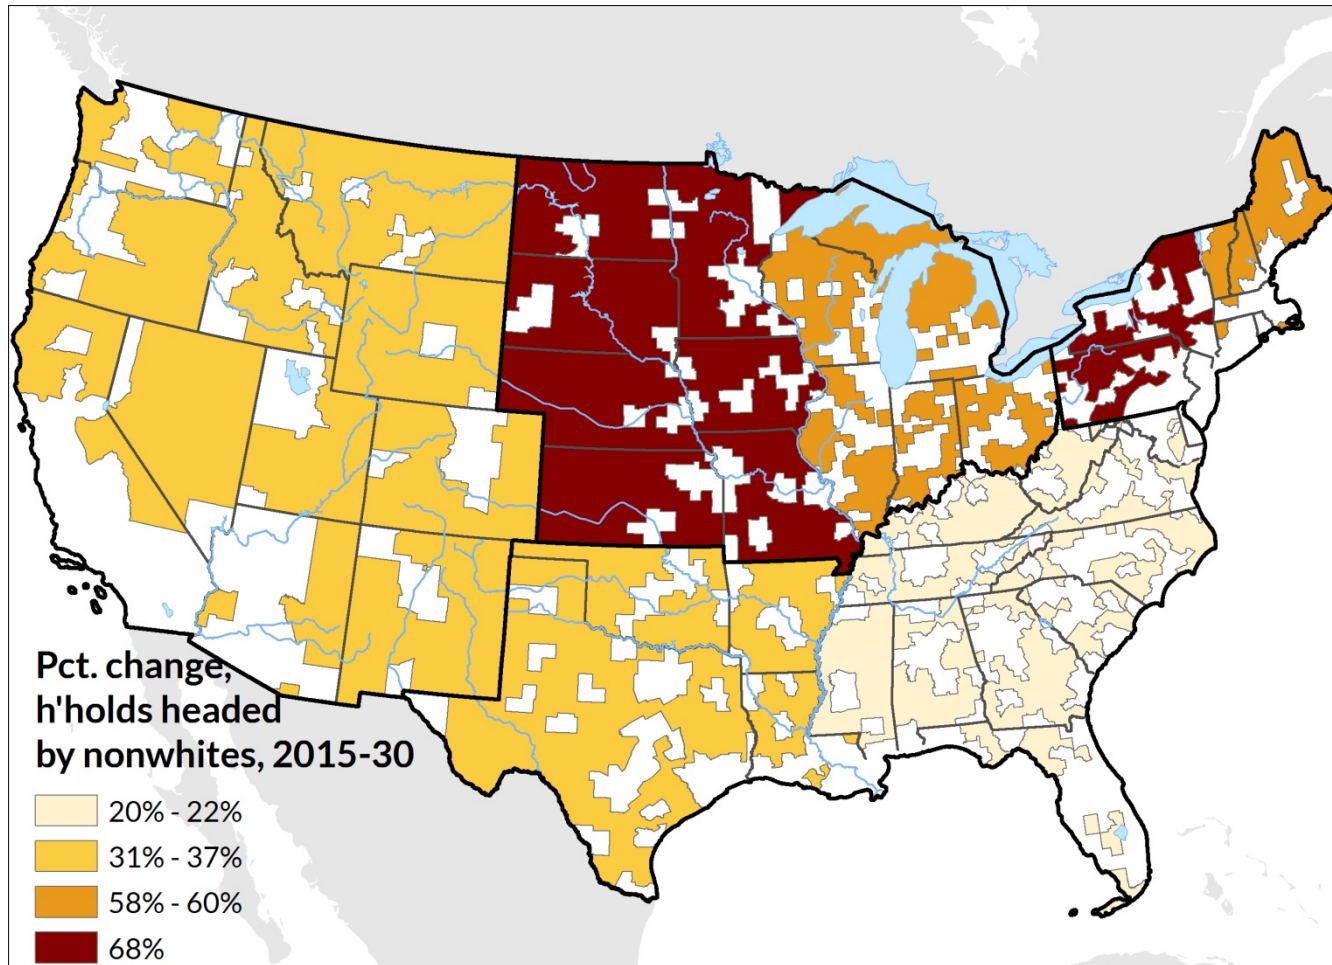 Pct. change,
h'holds headed
by nonwhites, 2015-30
20% - 22%
31% - 37%
58% - 60%
68%